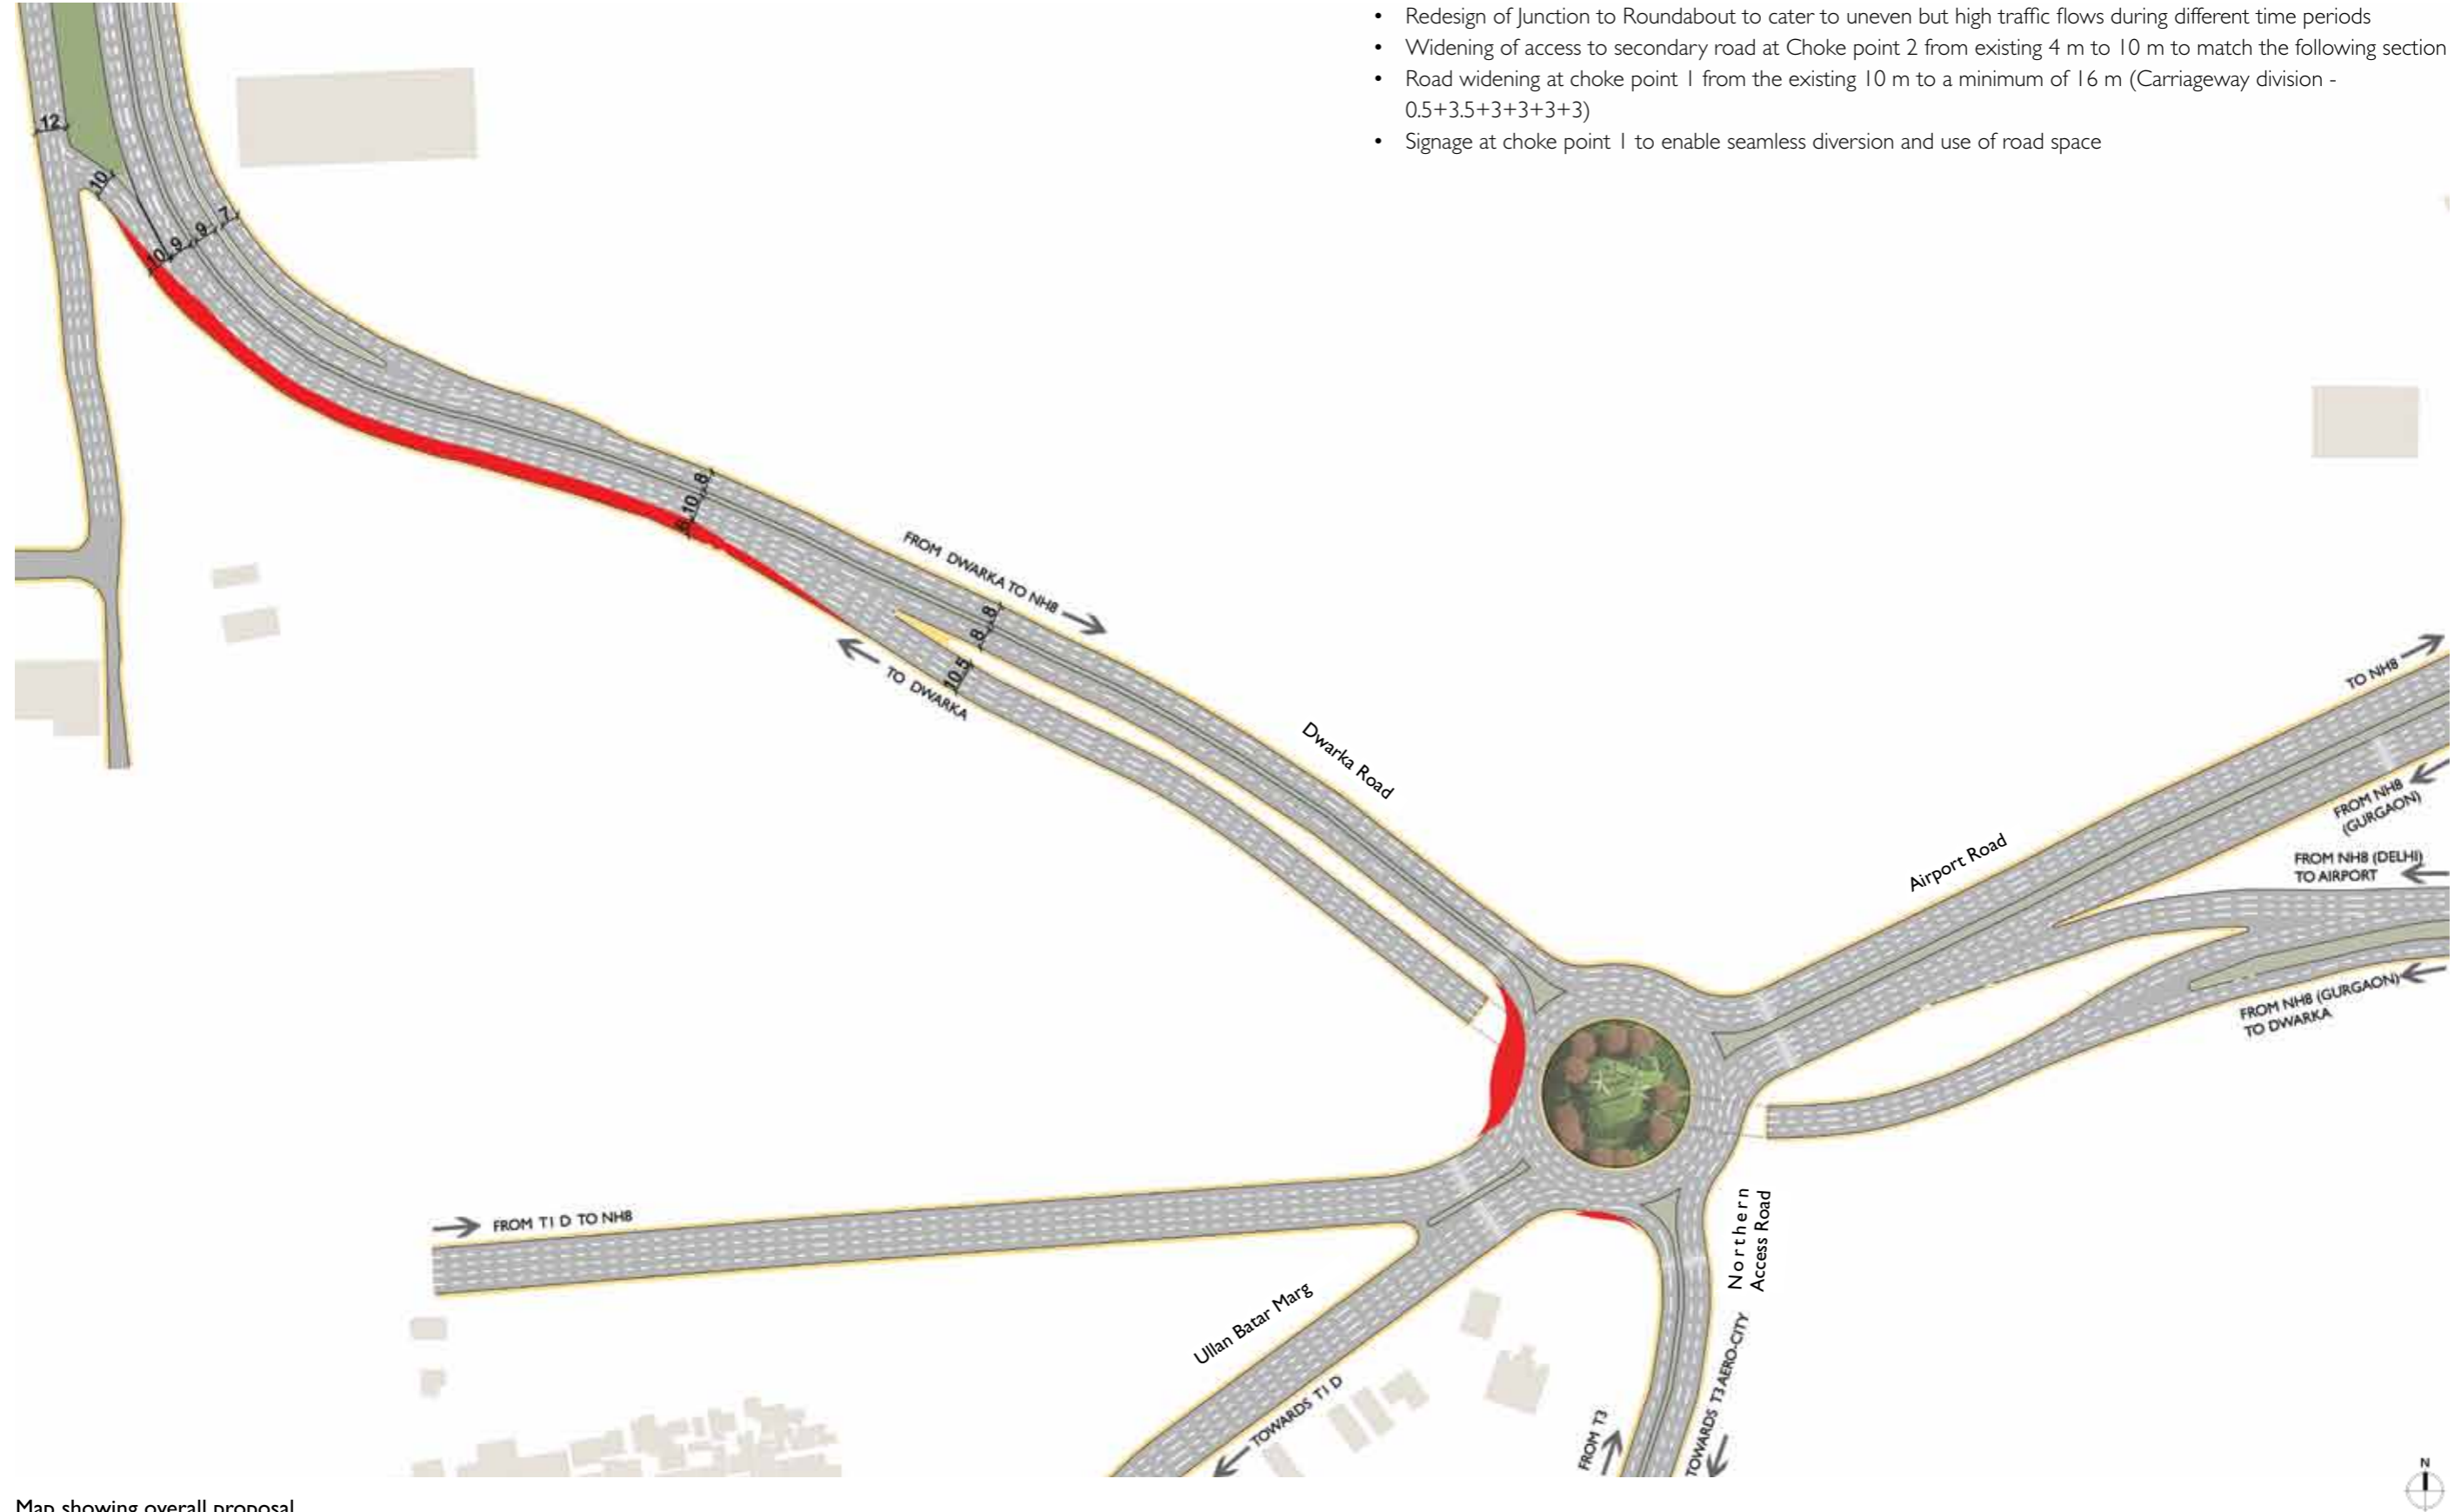 • Redesign of Junction to Roundabout to cater to uneven but high traffic flows during different time periods
• Widening of access to secondary road at Choke point 2 from existing 4 m to 10 m to match the following section
• Road widening at choke point 1 from the existing 10 m to a minimum of 16 m (Carriageway division -
0.5+3.5+3+3+3+3)
• Signage at choke point 1 to enable seamless diversion and use of road space
12
10
7
9
9
10
8
10
FROM DWARKA TO NH8
8
8
10.5
TO DWARKA
Dwarka Road
TO NH8
FROM NH8
(GURGAON)
Airport Road
FROM NH8 (DELHI)
TO AIRPORT
FROM NH8 (GURGAON)
TO DWARKA
FROM T1 D TO NH8
Northern
Access Road
Ullan Batar Marg
TOWARDS T1 D
FROM T3
TOWARDS T3 AERO-CITY
N
Map showing overall proposal